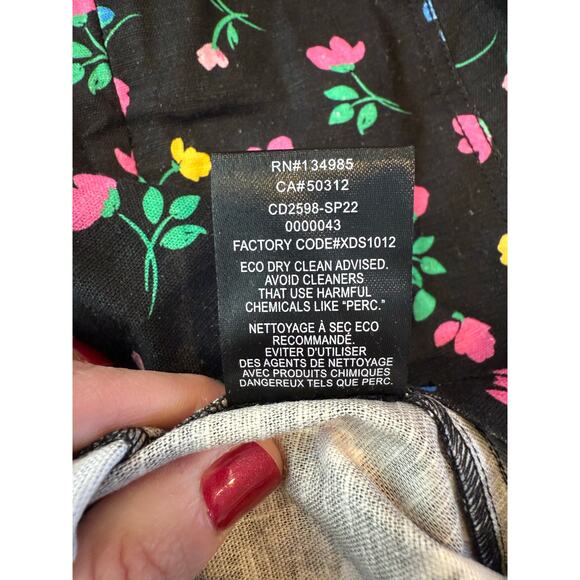 RN#134985
CA#50312
CD2598-SP22
0000043
FACTORY CODE#XDS1012
ECO DRY CLEAN ADVISED.
AVOID CLEANERS
THAT USE HARMFUL
CHEMICALS LIKE "PERC."
NETTOYAGE À SEC ECO
RECOMMANDÉ.
EVITER D'UTILISER
DES AGENTS DE NETTOYAGE
AVEC PRODUITS CHIMIQUES
DANGEREUX TELS QUE PERC.